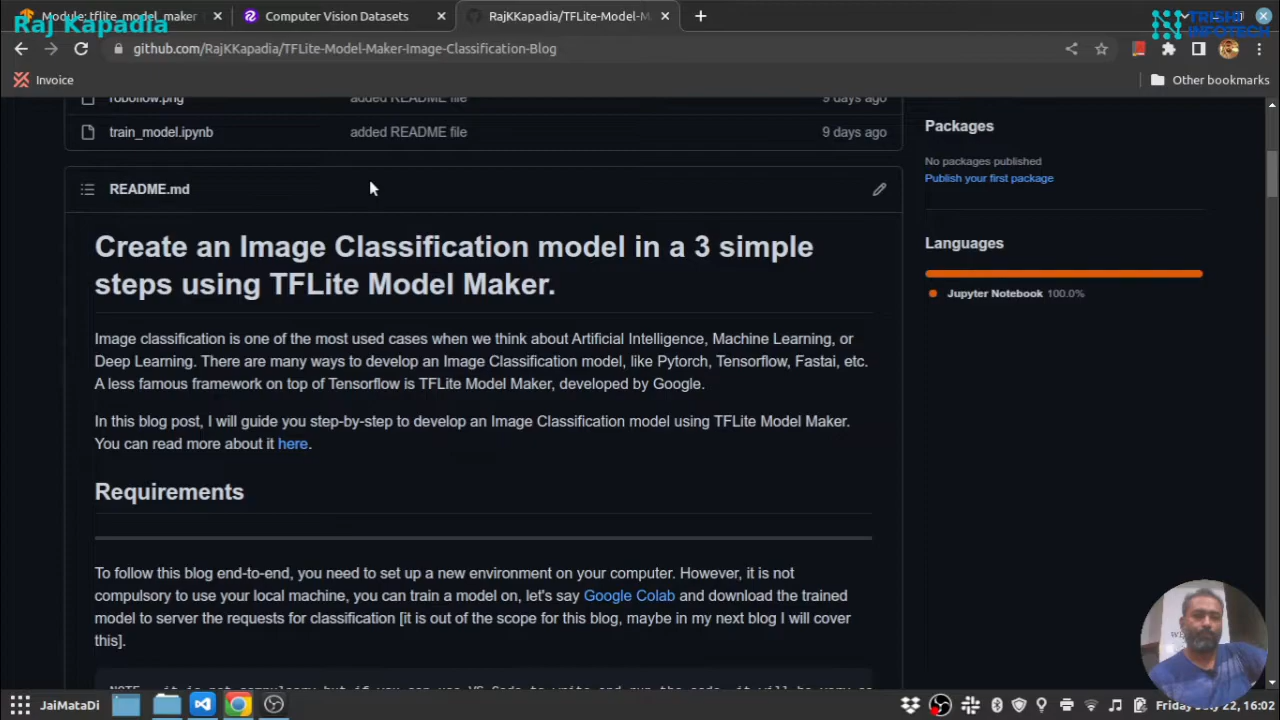 Module: tflite_model_maker
Computer Vision Datasets
RajKKapadia/TFLite-Model-M
Raj Kapadia
TRISHI
INFOTECH
github.com/RajKKapadia/TFLite-Model-Maker-Image-Classification-Blog
Invoice
Other bookmarks
roboflow.png added README file 9 days ago
train_model.ipynb added README file 9 days ago
README.md
Create an Image Classification model in a 3 simple
steps using TFLite Model Maker.
Image classification is one of the most used cases when we think about Artificial Intelligence, Machine Learning, or
Deep Learning. There are many ways to develop an Image Classification model, like Pytorch, Tensorflow, Fastai, etc.
A less famous framework on top of Tensorflow is TFLite Model Maker, developed by Google.
In this blog post, I will guide you step-by-step to develop an Image Classification model using TFLite Model Maker.
You can read more about it here.
Requirements
To follow this blog end-to-end, you need to set up a new environment on your computer. However, it is not
compulsory to use your local machine, you can train a model on, let's say Google Colab and download the trained
model to server the requests for classification [it is out of the scope for this blog, maybe in my next blog I will cover
this].
Packages
No packages published
Publish your first package
Languages
Jupyter Notebook 100.0%
JaiMataDi
Friday July 22, 16:02